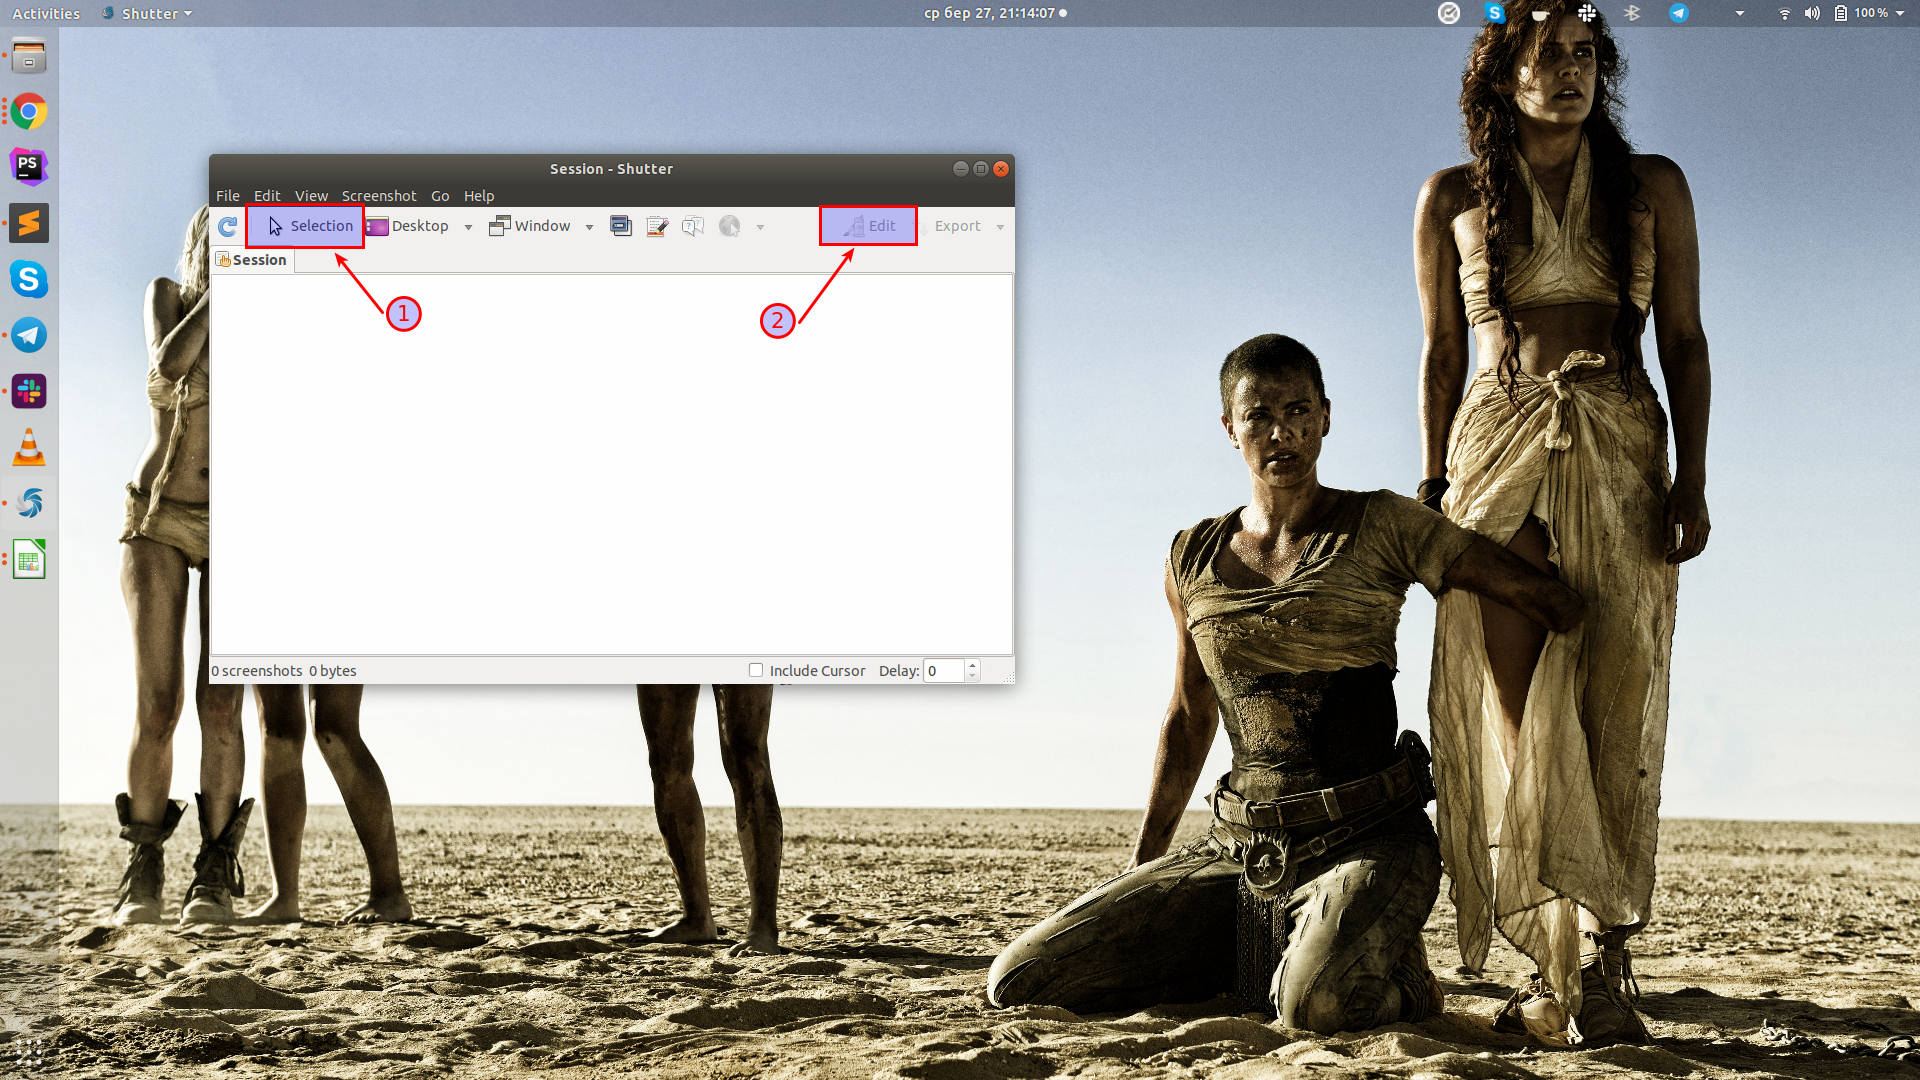 Activities Shutter ср бер 27, 21:14:07 100 %
Session - Shutter
File Edit View Screenshot Go Help
Selection Desktop Window Edit Export
Session
1
2
PS
S
S
0 screenshots 0 bytes Include Cursor Delay: 0